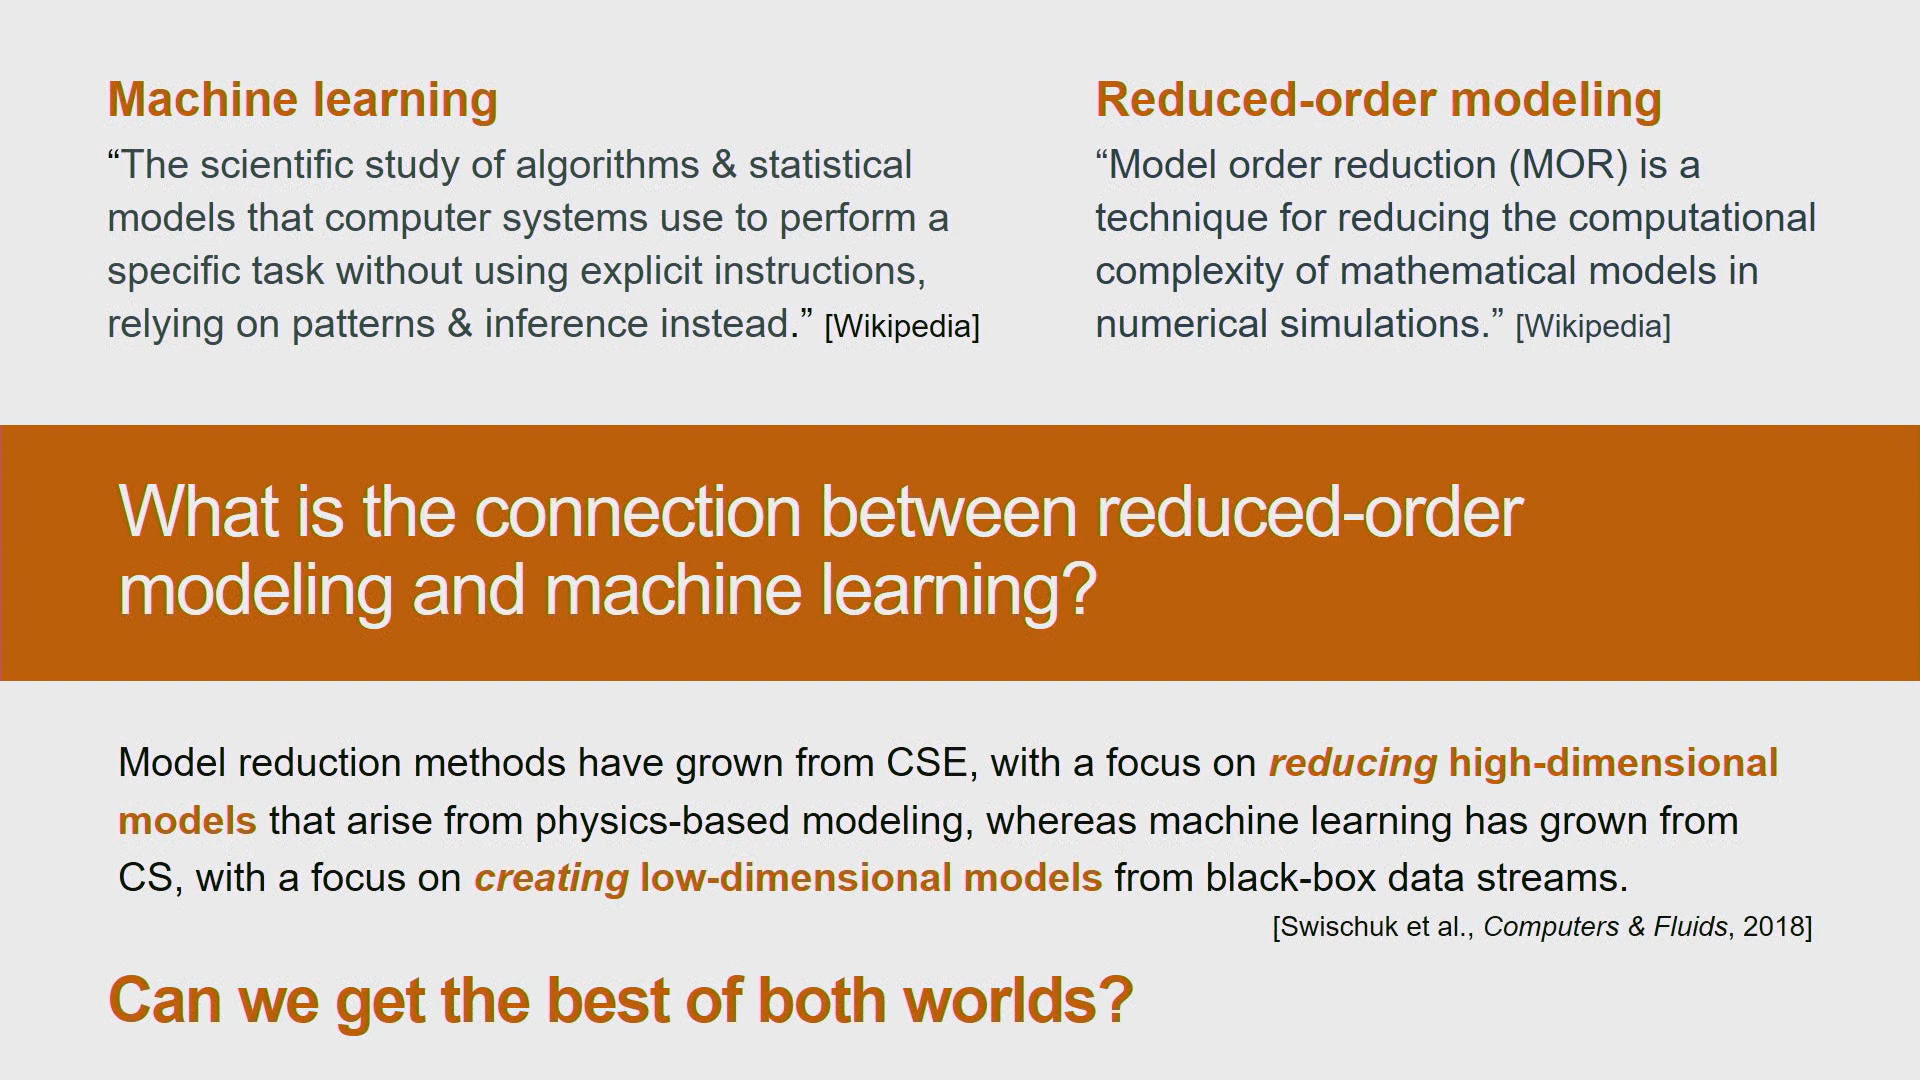 Machine learning
“The scientific study of algorithms & statistical
models that computer systems use to perform a
specific task without using explicit instructions,
relying on patterns & inference instead.” [Wikipedia]
Reduced-order modeling
“Model order reduction (MOR) is a
technique for reducing the computational
complexity of mathematical models in
numerical simulations.” [Wikipedia]
What is the connection between reduced-order
modeling and machine learning?
Model reduction methods have grown from CSE, with a focus on reducing high-dimensional
models that arise from physics-based modeling, whereas machine learning has grown from
CS, with a focus on creating low-dimensional models from black-box data streams.
[Swischuk et al., Computers & Fluids, 2018]
Can we get the best of both worlds?